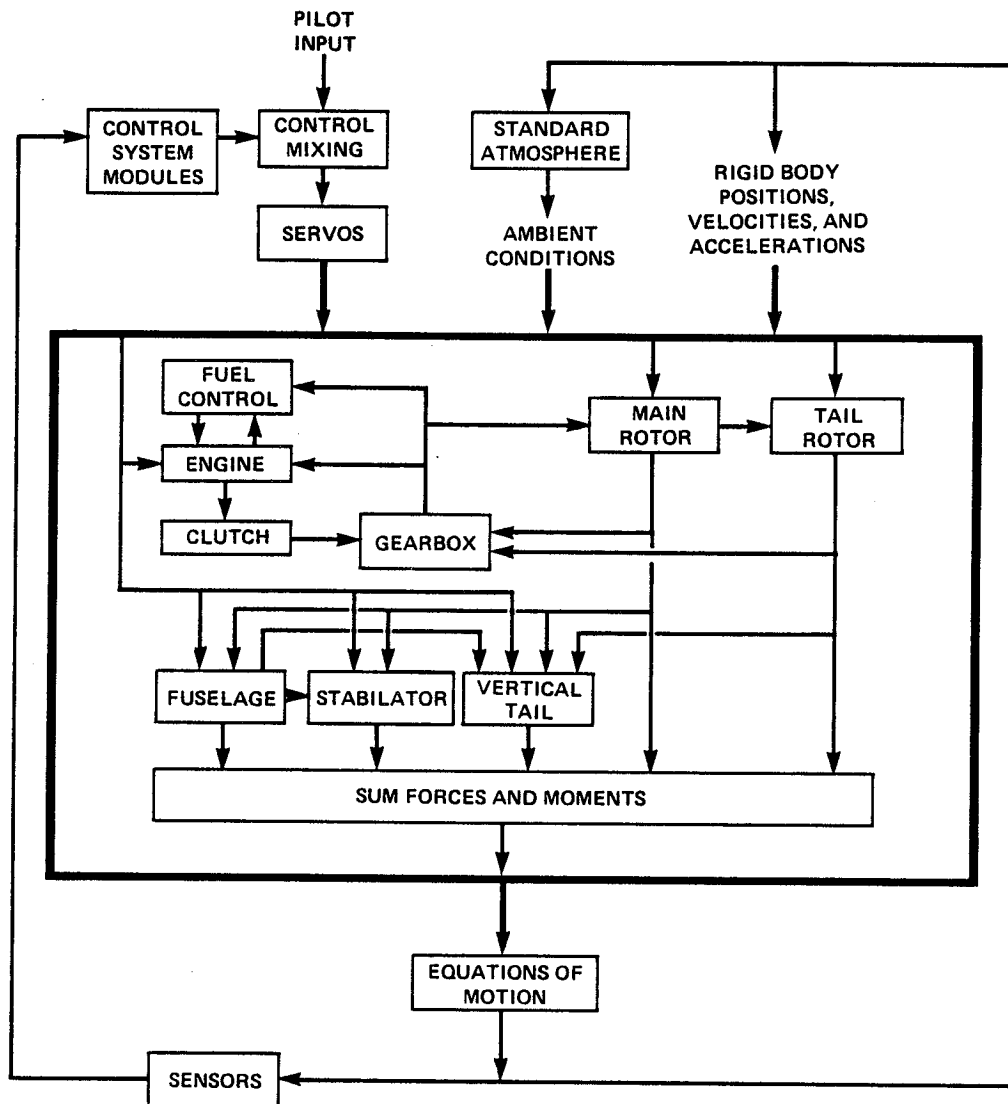 PILOT
INPUT
CONTROL
SYSTEM
MODULES
CONTROL
MIXING
STANDARD
ATMOSPHERE
RIGID BODY
POSITIONS,
VELOCITIES, AND
ACCELERATIONS
SERVOS
AMBIENT
CONDITIONS
FUEL
CONTROL
MAIN
ROTOR
TAIL
ROTOR
ENGINE
CLUTCH
GEARBOX
FUSELAGE
STABILATOR
VERTICAL
TAIL
SUM FORCES AND MOMENTS
EQUATIONS OF
MOTION
SENSORS